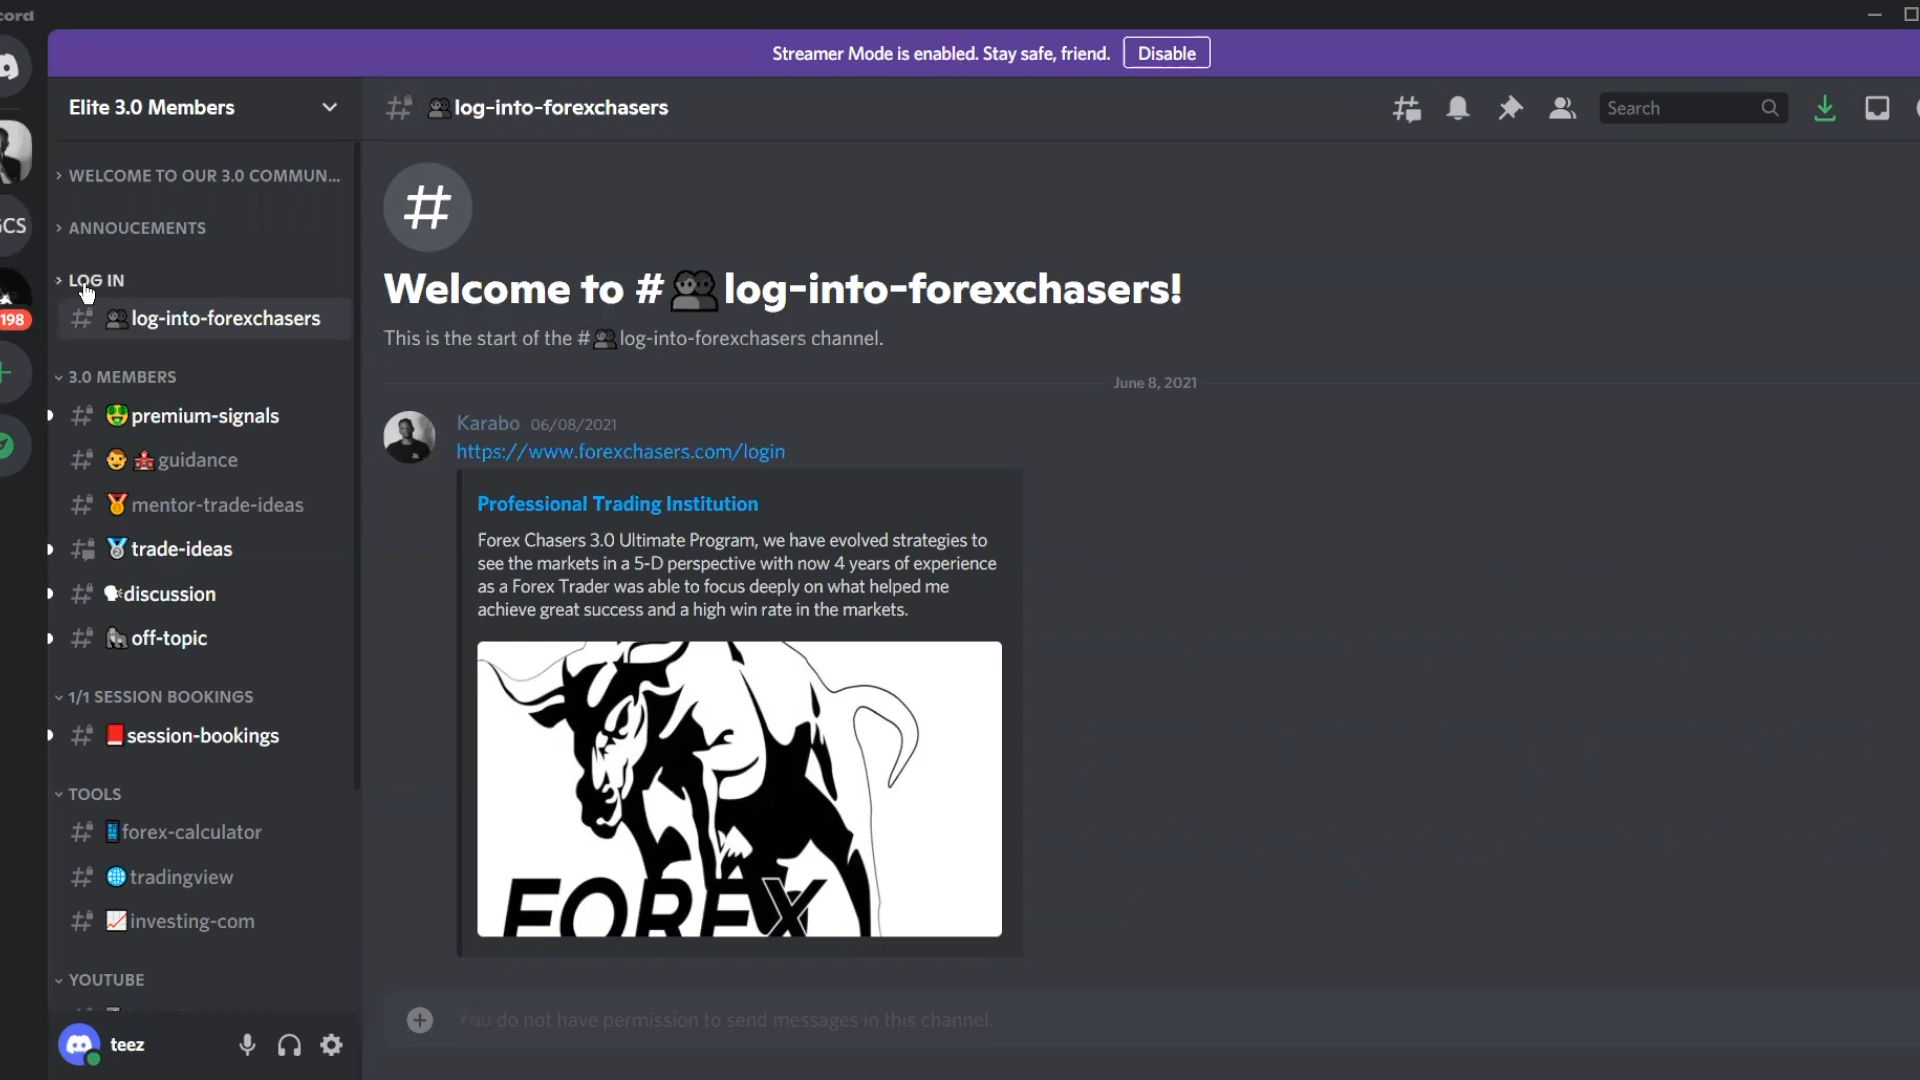 cord
Streamer Mode is enabled. Stay safe, friend.
Disable
Elite 3.0 Members
log-into-forexchasers
Search
WELCOME TO OUR 3.0 COMMUN...
ANNOUCEMENTS
LOG IN
log-into-forexchasers
3.0 MEMBERS
premium-signals
guidance
mentor-trade-ideas
trade-ideas
discussion
off-topic
1/1 SESSION BOOKINGS
session-bookings
TOOLS
forex-calculator
tradingview
investing-com
YOUTUBE
teez
CS
198
Welcome to # log-into-forexchasers!
This is the start of the # log-into-forexchasers channel.
June 8, 2021
Karabo 06/08/2021
https://www.forexchasers.com/login
Professional Trading Institution
Forex Chasers 3.0 Ultimate Program, we have evolved strategies to
see the markets in a 5-D perspective with now 4 years of experience
as a Forex Trader was able to focus deeply on what helped me
achieve great success and a high win rate in the markets.
FOREX
You do not have permission to send messages in this channel.